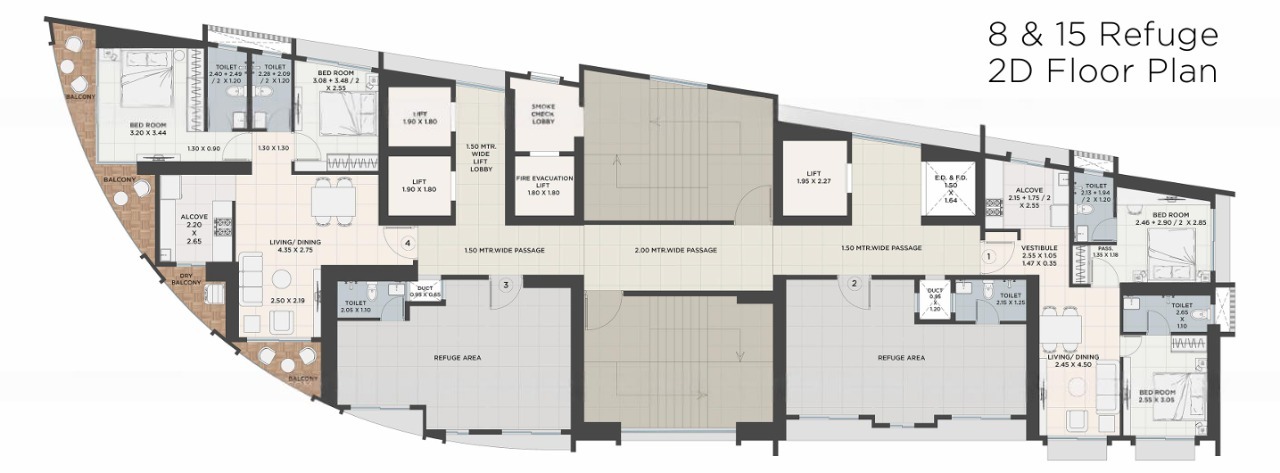 8 & 15 Refuge
2D Floor Plan
BALCONY
BED ROOM
3.20 X 3.44
TOILET
2.40 + 2.49
/ 2 X 1.20
TOILET
2.28 + 2.09
/ 2 X 1.20
BED ROOM
3.08 + 3.48 / 2
X 2.55
1.30 X 0.90
1.30 X 1.30
LIFT
1.90 X 1.80
LIFT
1.90 X 1.80
1.50 MTR.
WIDE
LIFT
LOBBY
SMOKE
CHECK
LOBBY
FIRE EVACUATION
LIFT
1.80 X 1.80
LIFT
1.95 X 2.27
E.D. & F.D.
1.50
X
1.64
ALCOVE
2.15 + 1.75 / 2
X 2.55
TOILET
2.13 + 1.94
/ 2 X 1.20
BED ROOM
2.46 + 2.90 / 2 X 2.85
BALCONY
ALCOVE
2.20
X
2.65
LIVING/ DINING
4.35 X 2.75
4
1.50 MTR.WIDE PASSAGE
2.00 MTR.WIDE PASSAGE
1.50 MTR.WIDE PASSAGE
1
VESTIBULE
2.55 X 1.05
1.47 X 0.35
PASS.
1.35 X 1.16
DRY
BALCONY
2.50 X 2.19
TOILET
2.05 X 1.10
DUCT
0.95 X 0.65
3
2
DUCT
0.95
X
1.20
TOILET
2.15 X 1.25
TOILET
2.65
X
1.10
REFUGE AREA
REFUGE AREA
LIVING/ DINING
2.45 X 4.50
BED ROOM
2.55 X 3.05
BALCONY